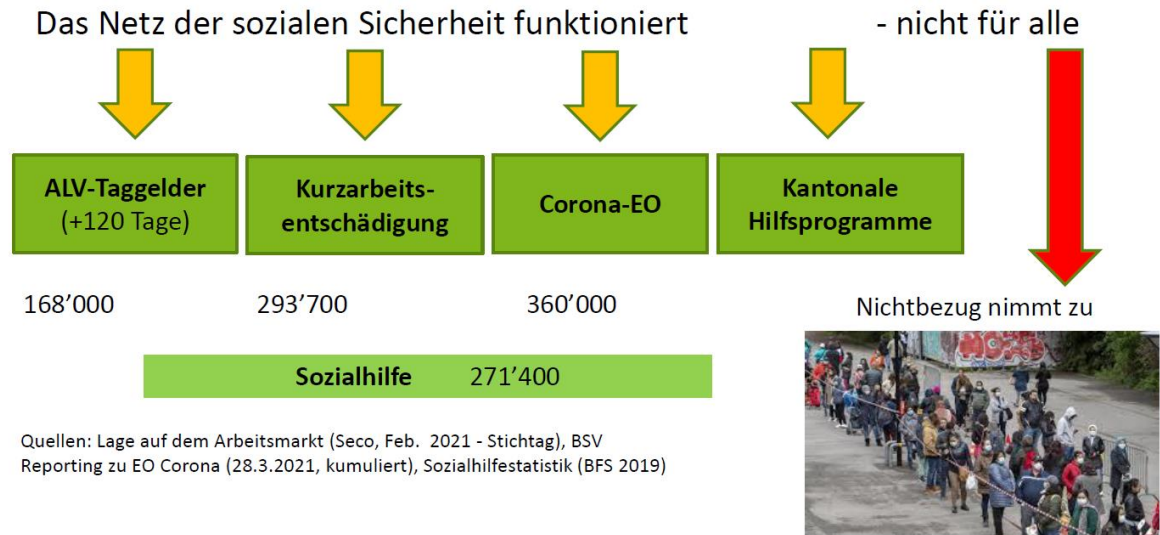 Das Netz der sozialen Sicherheit funktioniert - nicht für alle
ALV-Taggelder
(+120 Tage)
Kurzarbeits-
entschädigung
Corona-EO
Kantonale
Hilfsprogramme
168’000
293’700
360’000
Nichtbezug nimmt zu
Sozialhilfe 271’400
Quellen: Lage auf dem Arbeitsmarkt (Seco, Feb. 2021 - Stichtag), BSV
Reporting zu EO Corona (28.3.2021, kumuliert), Sozialhilfestatistik (BFS 2019)